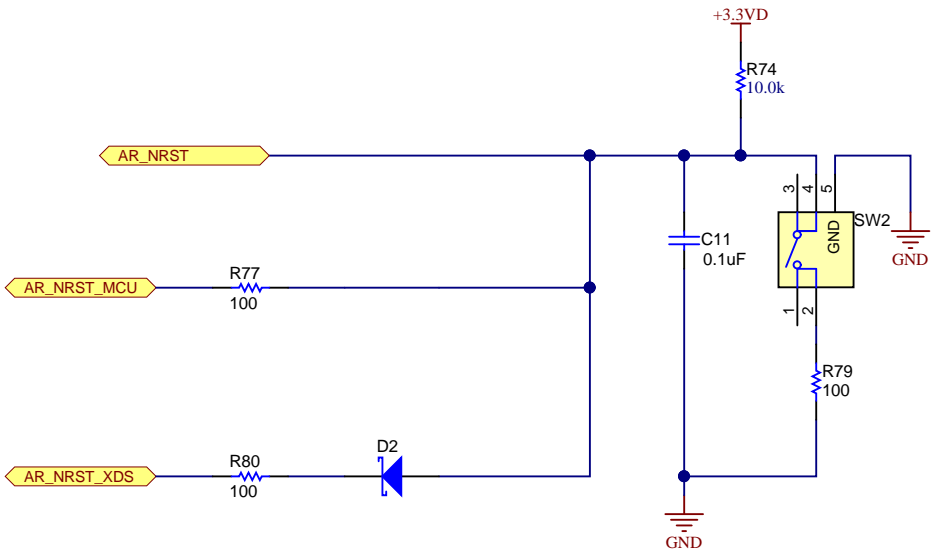 +3.3VD
R74
10.0k
AR_NRST
3
4
5
SW2
GND
GND
C11
0.1uF
R77
AR_NRST_MCU
100
1
2
R79
100
D2
R80
AR_NRST_XDS
100
GND